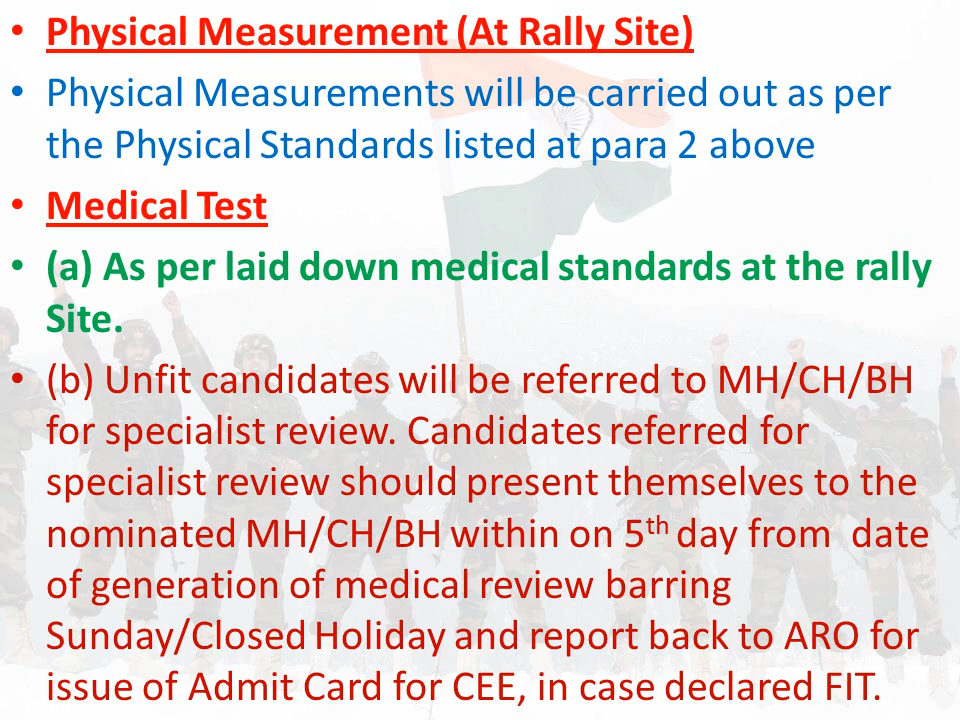 • Physical Measurement (At Rally Site)
• Physical Measurements will be carried out as per
the Physical Standards listed at para 2 above
• Medical Test
• (a) As per laid down medical standards at the rally
Site.
• (b) Unfit candidates will be referred to MH/CH/BH
for specialist review. Candidates referred for
specialist review should present themselves to the
nominated MH/CH/BH within on 5th day from  date
of generation of medical review barring
Sunday/Closed Holiday and report back to ARO for
issue of Admit Card for CEE, in case declared FIT.